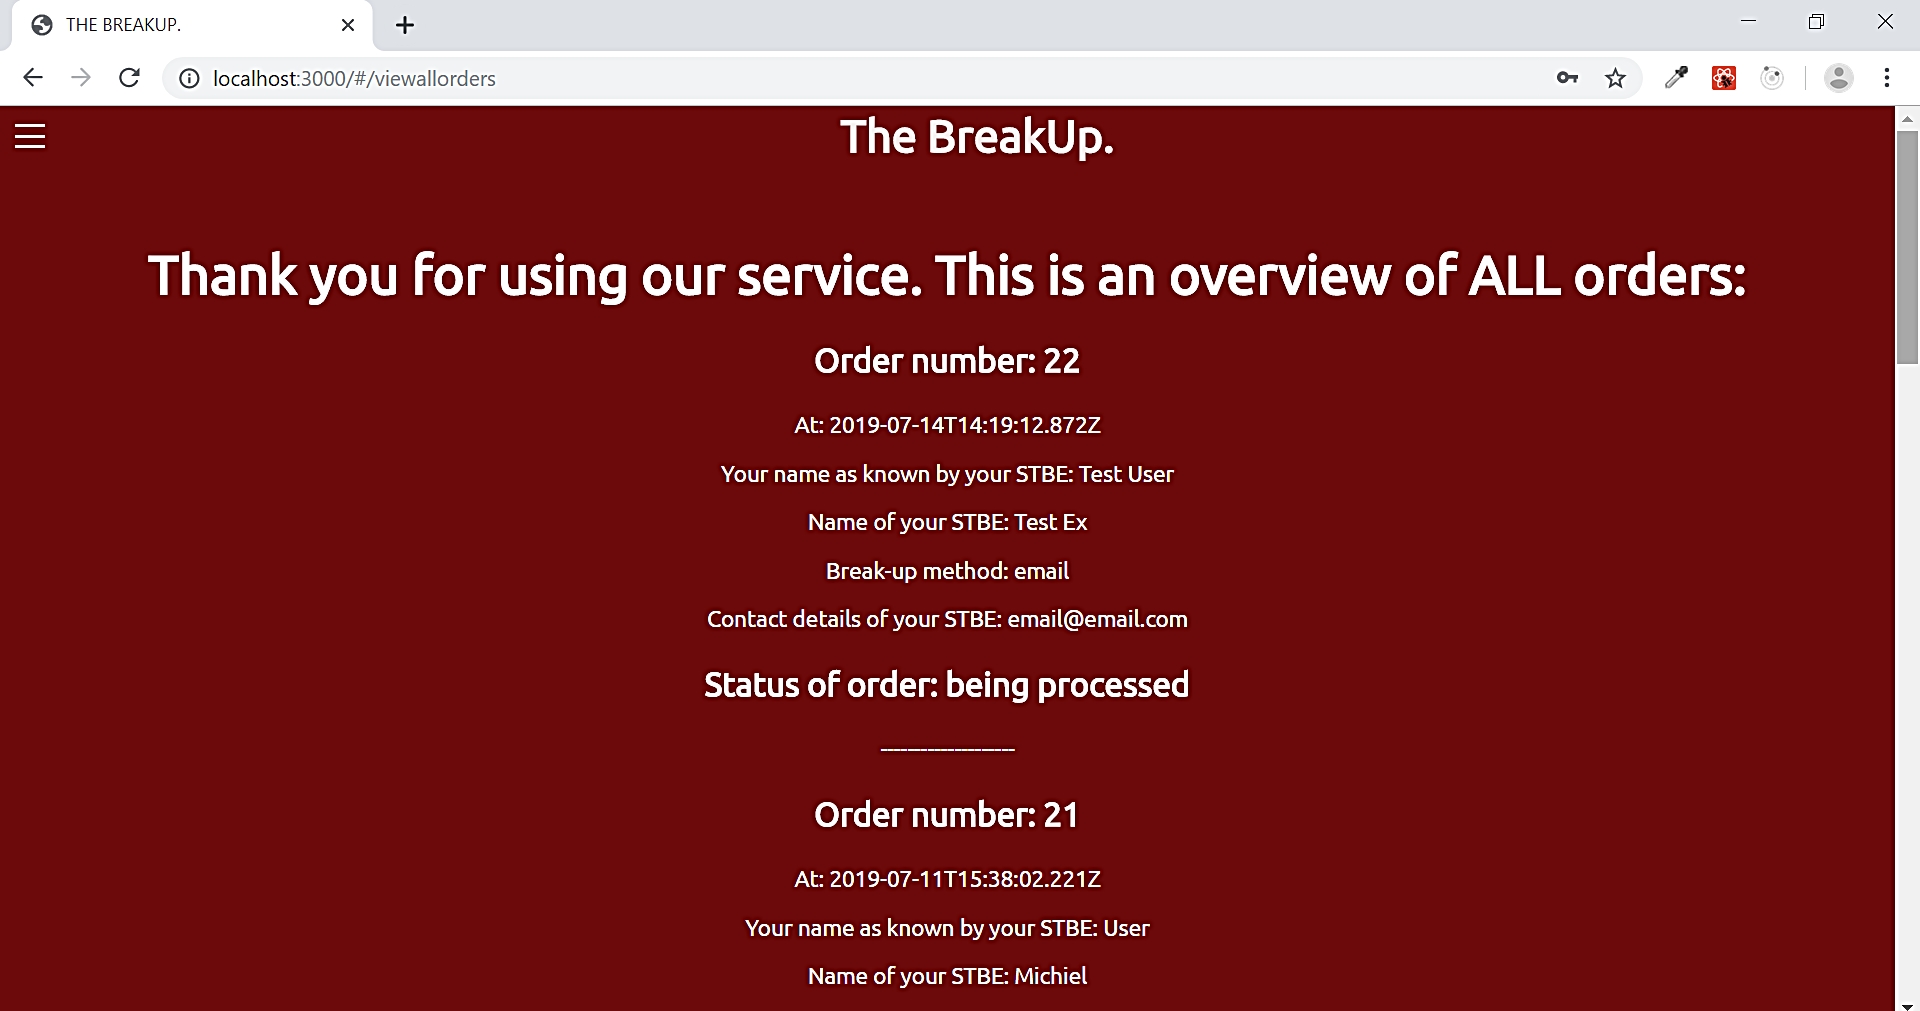 THE BREAKUP.
localhost:3000/#/viewallorders
The BreakUp.
Thank you for using our service. This is an overview of ALL orders:
Order number: 22
At: 2019-07-14T14:19:12.872Z
Your name as known by your STBE: Test User
Name of your STBE: Test Ex
Break-up method: email
Contact details of your STBE: email@email.com
Status of order: being processed
--------------------
Order number: 21
At: 2019-07-11T15:38:02.221Z
Your name as known by your STBE: User
Name of your STBE: Michiel